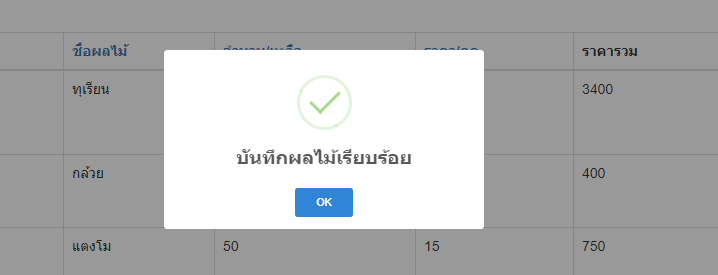 ชื่อผลไม้ ราคารวม
ทุเรียน 3400
บันทึกผลไม้เรียบร้อย
กล้วย 400
OK
แตงโม 50 15 750